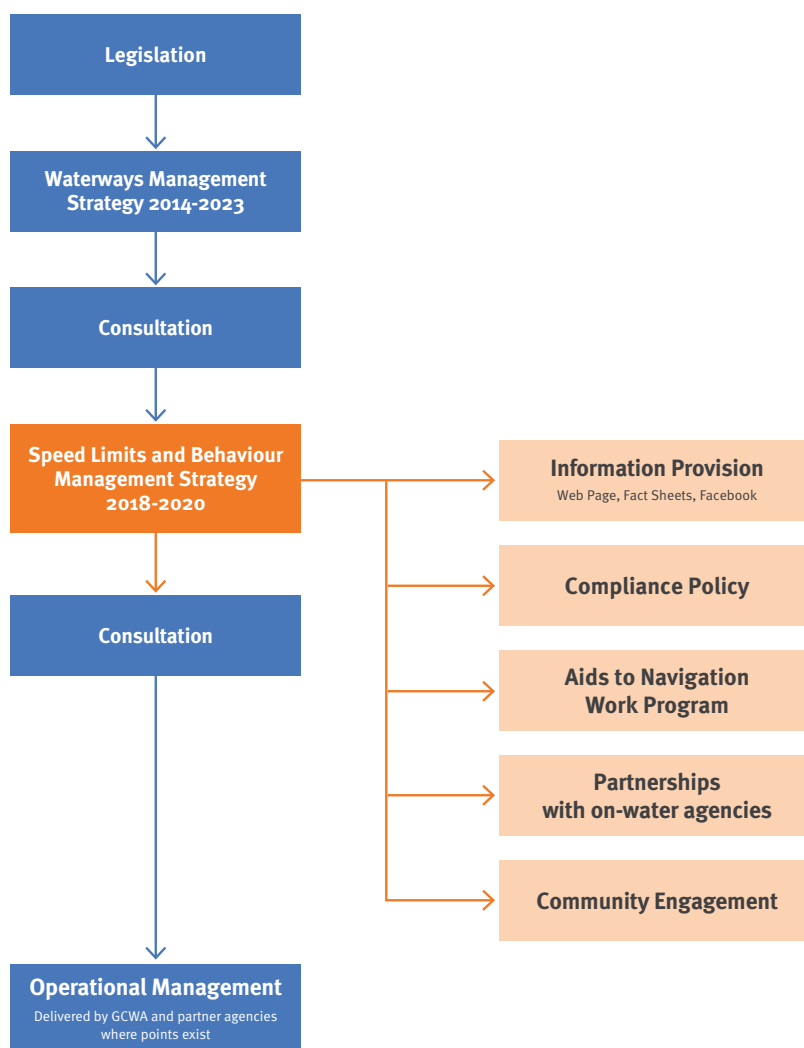 Legislation
Waterways Management
Strategy 2014-2023
Consultation
Speed Limits and Behaviour
Management Strategy
2018-2020
Information Provision
Web Page, Fact Sheets, Facebook
Compliance Policy
Consultation
Aids to Navigation
Work Program
Partnerships
with on-water agencies
Community Engagement
Operational Management
Delivered by GCWA and partner agencies
where points exist